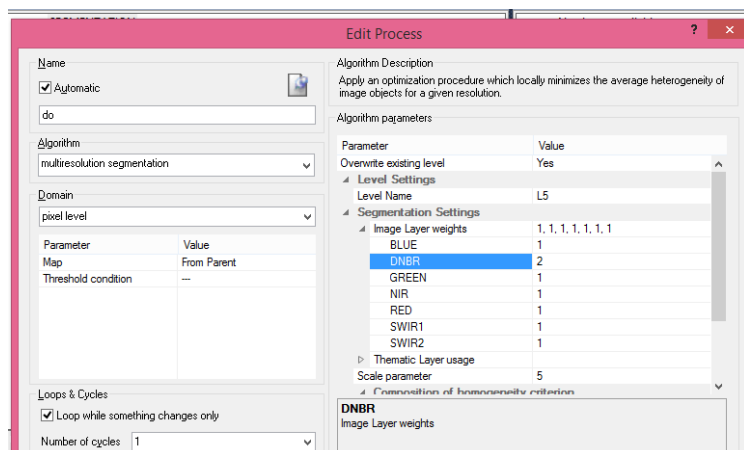 Edit Process
?
×
Name
Automatic
do
Algorithm
multiresolution segmentation
Domain
pixel level
Parameter Value
Map From Parent
Threshold condition ---
Loops & Cycles
Loop while something changes only
Number of cycles 1
Algorithm Description
Apply an optimization procedure which locally minimizes the average heterogeneity of
image objects for a given resolution.
Algorithm parameters
Parameter Value
Overwrite existing level Yes
Level Settings
Level Name L5
Segmentation Settings
Image Layer weights 1, 1, 1, 1, 1, 1, 1
BLUE 1
DNBR 2
GREEN 1
NIR 1
RED 1
SWIR1 1
SWIR2 1
Thematic Layer usage
Scale parameter 5
Composition of homogeneity criterion
DNBR
Image Layer weights